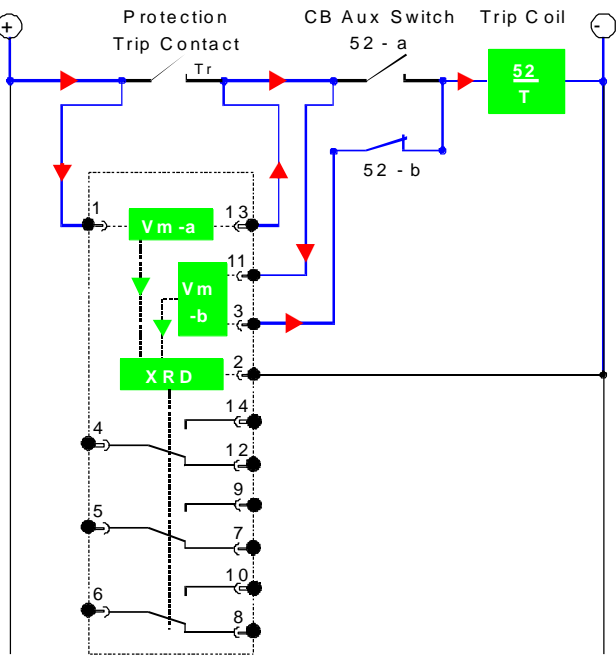 Protection
Trip Contact
CB Aux Switch
52 - a
Trip Coil
+
-
Tr
52
T
52 - b
1
Vm-a
13
11
Vm
-b
3
XRD
2
14
4
12
9
5
7
10
6
8